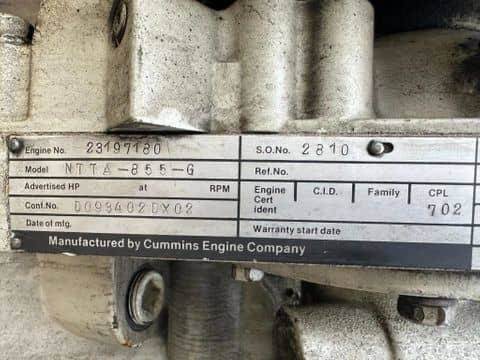 Engine No. 23197180 S.O.No. 2810
Model NTTA-855-G Ref.No.
Advertised HP at RPM Engine Cert ident C.I.D. Family CPL
Conf.No. D093402DX02 702
Date of mfg. Warranty start date
Manufactured by Cummins Engine Company